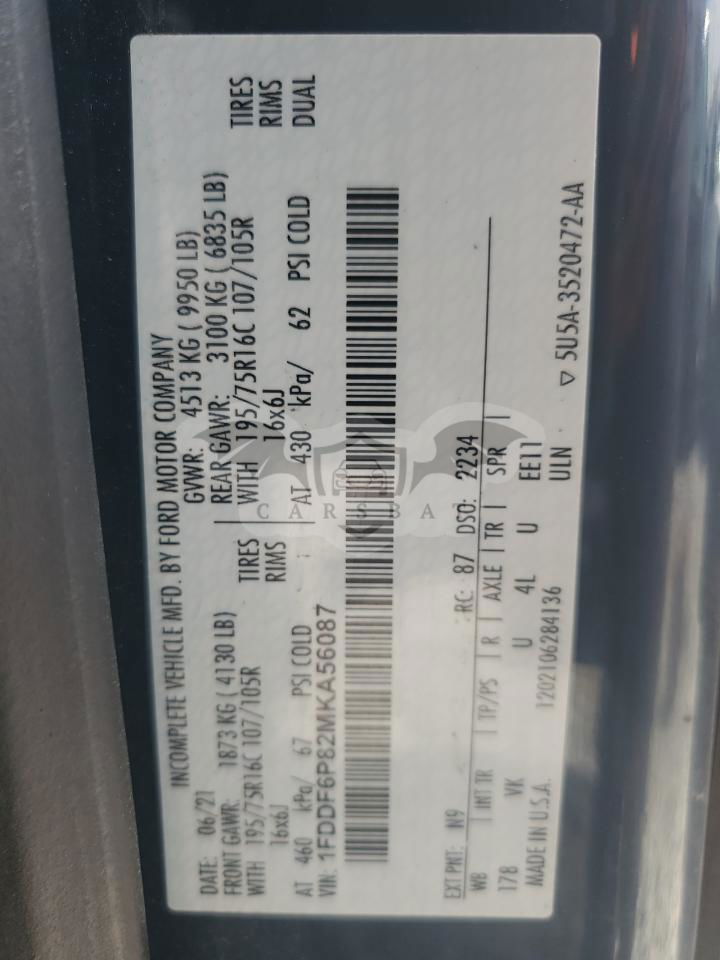 INCOMPLETE VEHICLE MFD. BY FORD MOTOR COMPANY
DATE: 06/21 GVWR: 4513 KG ( 9950 LB)
FRONT GAWR: 1873 KG ( 4130 LB) REAR GAWR: 3100 KG ( 6835 LB)
WITH 195/75R16C 107/105R TIRES WITH 195/75R16C 107/105R TIRES
16x6J RIMS 16x6J RIMS
AT 460 kPa/ 67 PSI COLD AT 430 kPa/ 62 PSI COLD DUAL
VIN: 1FDDF6P82MKA56087
CARSBA
EXT PNT: N9 RC: 87 DSO: 2234
WB INT TR TP/PS R AXLE TR SPR
178 VK U 4L U EE11
MADE IN U.S.A. ULN
1202106284136 ▽ 5U5A-3520472-AA